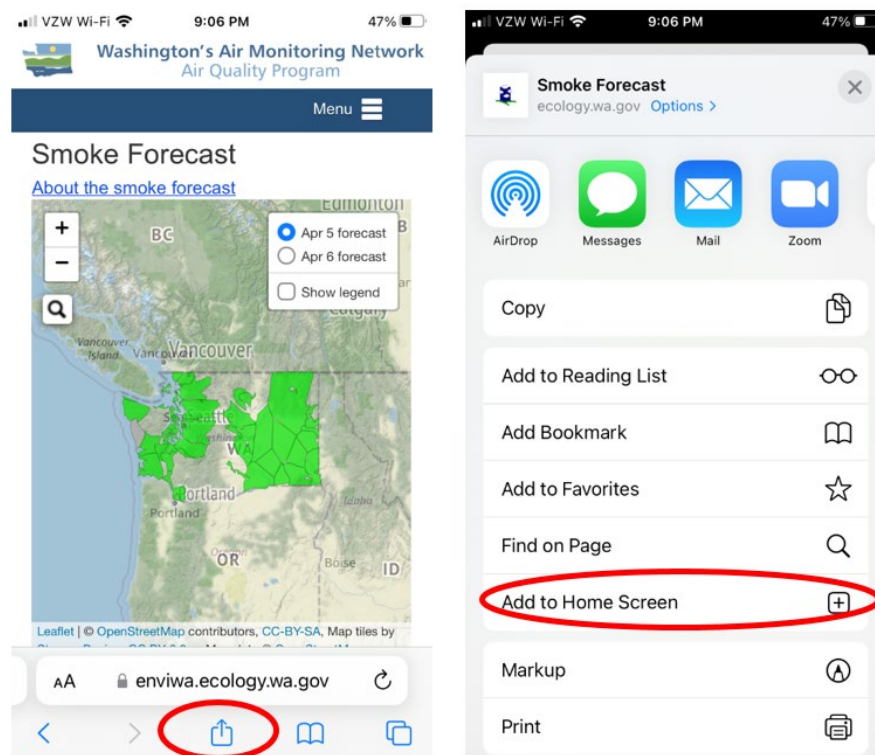 VZW Wi-Fi 9:06 PM 47%
Washington's Air Monitoring Network
Air Quality Program
Menu
Smoke Forecast
About the smoke forecast
+
−
BC
Edmonton
Apr 5 forecast
Apr 6 forecast
Show legend
Calgary
Vancouver
Island
Vancouver
Vancouver
Seattle
WA
Portland
Portland
Idaho
Oregon
OR
Boise
ID
Leaflet | © OpenStreetMap contributors, CC-BY-SA, Map tiles by
AA enviwa.ecology.wa.gov
VZW Wi-Fi 9:06 PM 47%
Smoke Forecast
ecology.wa.gov Options >
AirDrop Messages Mail Zoom
Copy
Add to Reading List
Add Bookmark
Add to Favorites
Find on Page
Add to Home Screen
Markup
Print